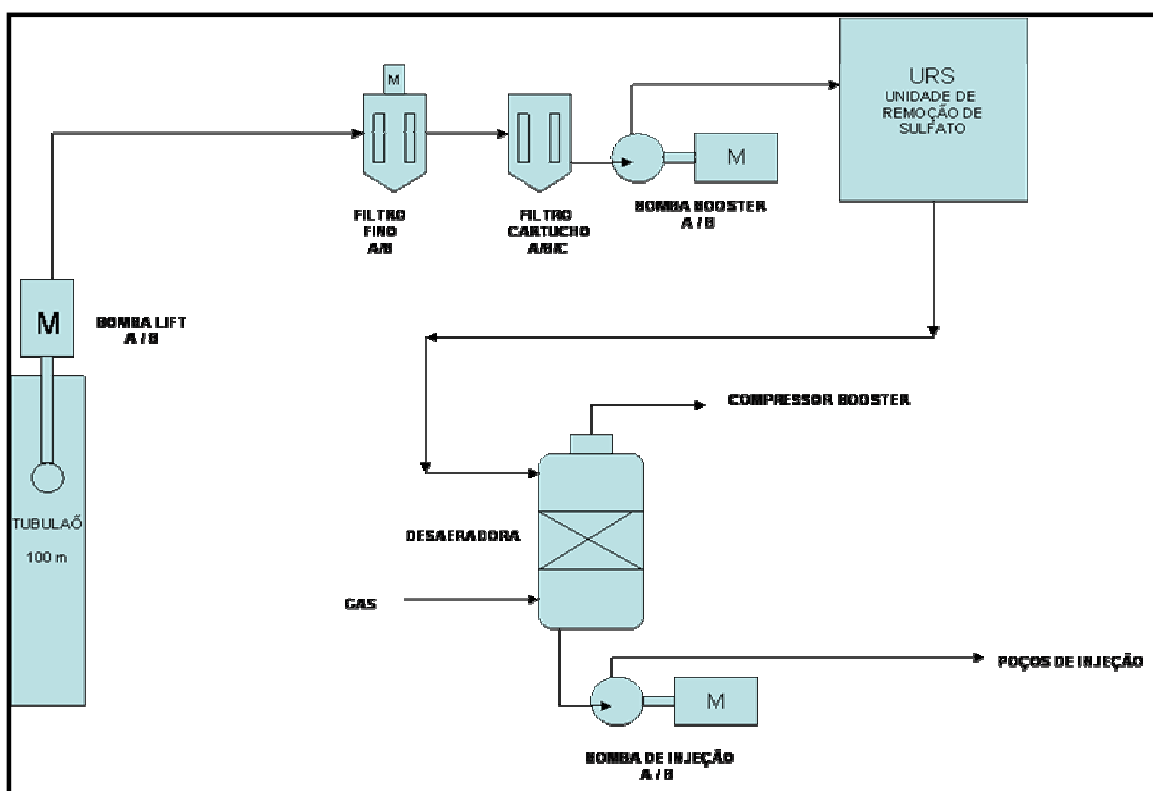 URS
UNIDADE DE
REMOÇÃO DE
SULFATO
M
FILTRO
FINO
A/B
FILTRO
CARTUCHO
A/B/C
M
BOMBA BOOSTER
A / B
M
BOMBA LIFT
A / B
TUBULAÕ
100 m
COMPRESSOR BOOSTER
DESAERADORA
GAS
POÇOS DE INJEÇÃO
M
BOMBA DE INJEÇÃO
A / B